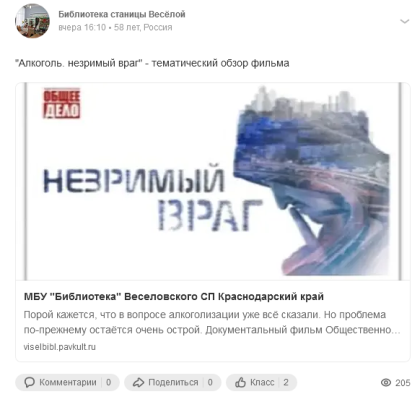 Библиотека станицы Весёлой
вчера 16:10 • 58 лет, Россия
"Алкоголь. незримый враг" - тематический обзор фильма
ОБЩЕЕ
ДЕЛО
НЕЗРИМЫЙ
ВРАГ
МБУ "Библиотека" Веселовского СП Краснодарский край
Порой кажется, что в вопросе алкоголизации уже всё сказали. Но проблема
по-прежнему остаётся очень острой. Документальный фильм Общественно...
viselbibl.pavkult.ru
Комментарии 0 Поделиться 0 Класс 2 205